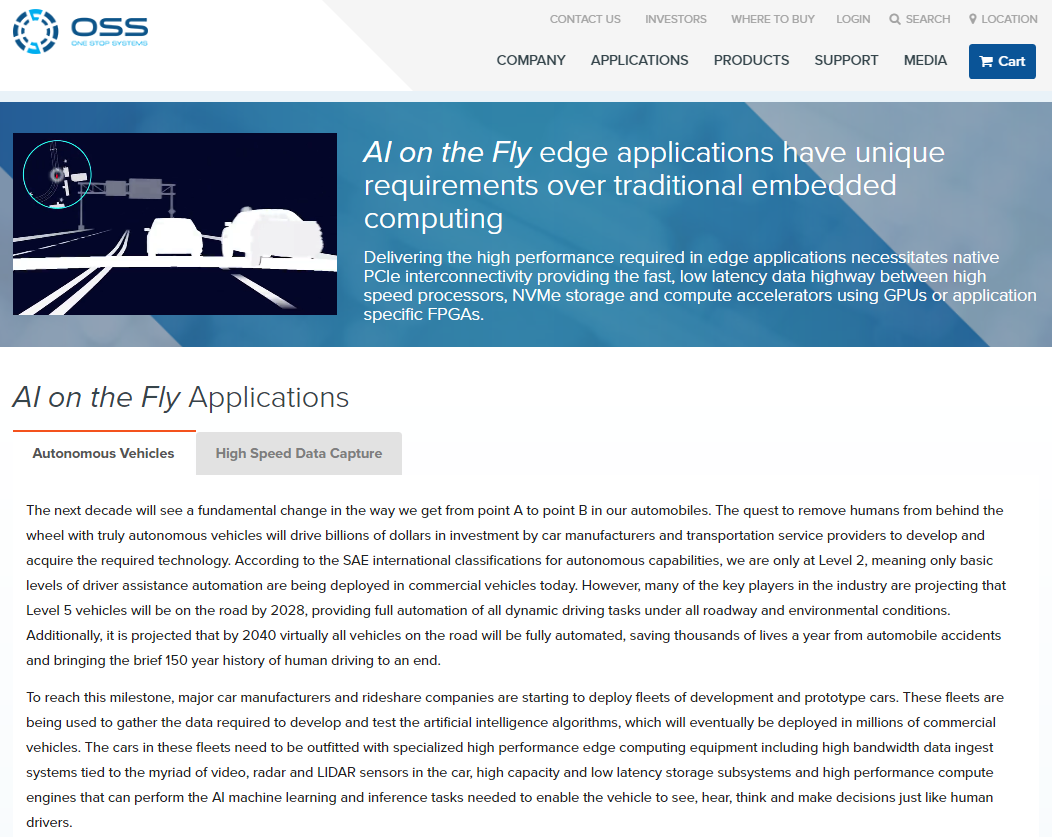 OSS
ONE STOP SYSTEMS
CONTACT US INVESTORS WHERE TO BUY LOGIN SEARCH LOCATION
COMPANY APPLICATIONS PRODUCTS SUPPORT MEDIA Cart
AI on the Fly edge applications have unique
requirements over traditional embedded
computing
Delivering the high performance required in edge applications necessitates native
PCIe interconnectivity providing the fast, low latency data highway between high
speed processors, NVMe storage and compute accelerators using GPUs or application
specific FPGAs.
AI on the Fly Applications
Autonomous Vehicles High Speed Data Capture
The next decade will see a fundamental change in the way we get from point A to point B in our automobiles. The quest to remove humans from behind the
wheel with truly autonomous vehicles will drive billions of dollars in investment by car manufacturers and transportation service providers to develop and
acquire the required technology. According to the SAE international classifications for autonomous capabilities, we are only at Level 2, meaning only basic
levels of driver assistance automation are being deployed in commercial vehicles today. However, many of the key players in the industry are projecting that
Level 5 vehicles will be on the road by 2028, providing full automation of all dynamic driving tasks under all roadway and environmental conditions.
Additionally, it is projected that by 2040 virtually all vehicles on the road will be fully automated, saving thousands of lives a year from automobile accidents
and bringing the brief 150 year history of human driving to an end.
To reach this milestone, major car manufacturers and rideshare companies are starting to deploy fleets of development and prototype cars. These fleets are
being used to gather the data required to develop and test the artificial intelligence algorithms, which will eventually be deployed in millions of commercial
vehicles. The cars in these fleets need to be outfitted with specialized high performance edge computing equipment including high bandwidth data ingest
systems tied to the myriad of video, radar and LIDAR sensors in the car, high capacity and low latency storage subsystems and high performance compute
engines that can perform the AI machine learning and inference tasks needed to enable the vehicle to see, hear, think and make decisions just like human
drivers.